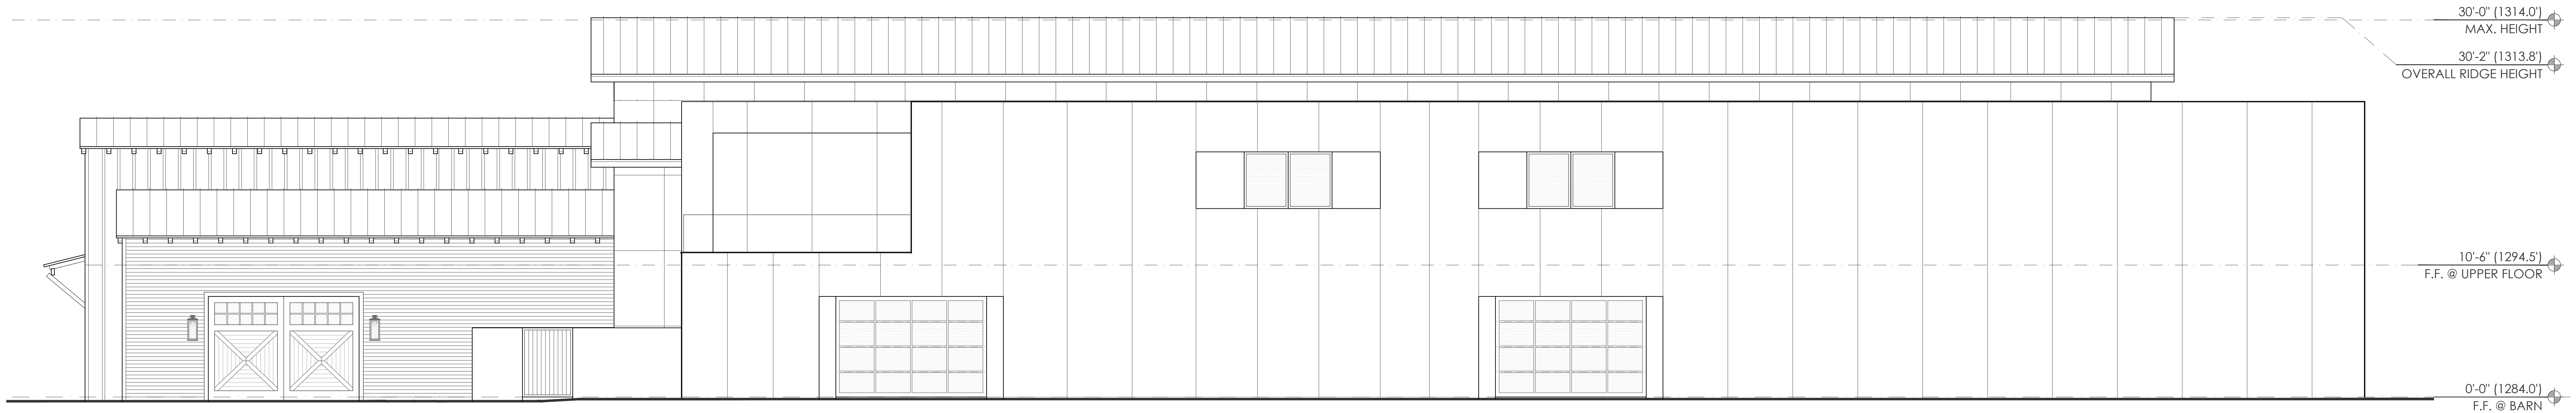 30'-0" (1314.0')
MAX. HEIGHT
30'-2" (1313.8')
OVERALL RIDGE HEIGHT
10'-6" (1294.5')
F.F. @ UPPER FLOOR
0'-0" (1284.0')
F.F. @ BARN